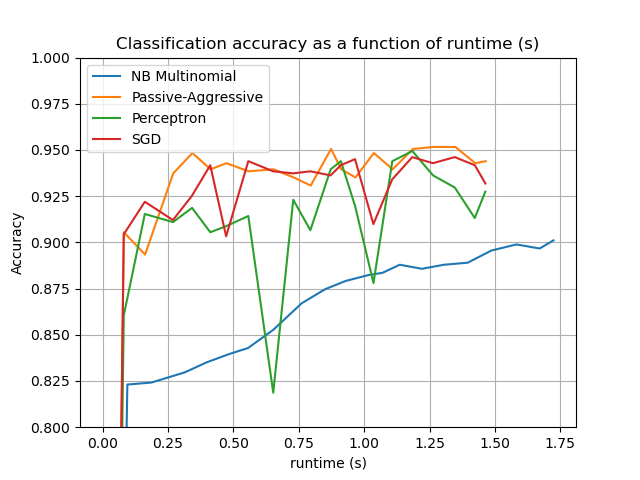 Classification accuracy as a function of runtime (s)
NB Multinomial
Passive-Aggressive
Perceptron
SGD
Accuracy
1.000
0.975
0.950
0.925
0.900
0.875
0.850
0.825
0.800
0.00 0.25 0.50 0.75 1.00 1.25 1.50 1.75
runtime (s)